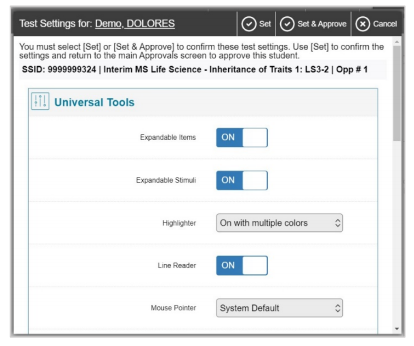 Test Settings for: Demo, DOLORES
Set
Set & Approve
Cancel
You must select [Set] or [Set & Approve] to confirm these test settings. Use [Set] to confirm the
settings and return to the main Approvals screen to approve this student.
SSID: 9999999324 | Interim MS Life Science - Inheritance of Traits 1: LS3-2 | Opp # 1
Universal Tools
Expandable Items ON
Expandable Stimuli ON
Highlighter On with multiple colors
Line Reader ON
Mouse Pointer System Default